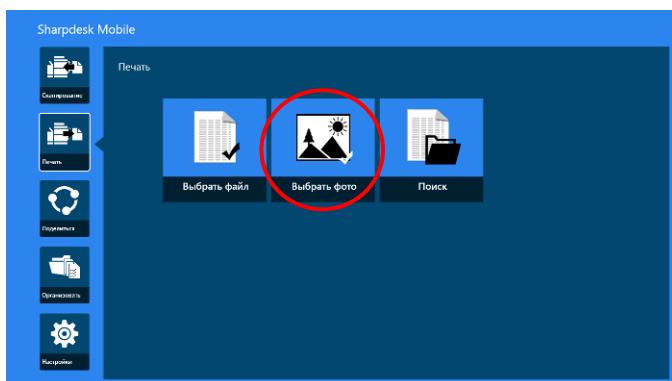 Sharpdesk Mobile
Сканирование
Печать
Печать
Поделиться
Организовать
Настройки
Выбрать файл
Выбрать фото
Поиск